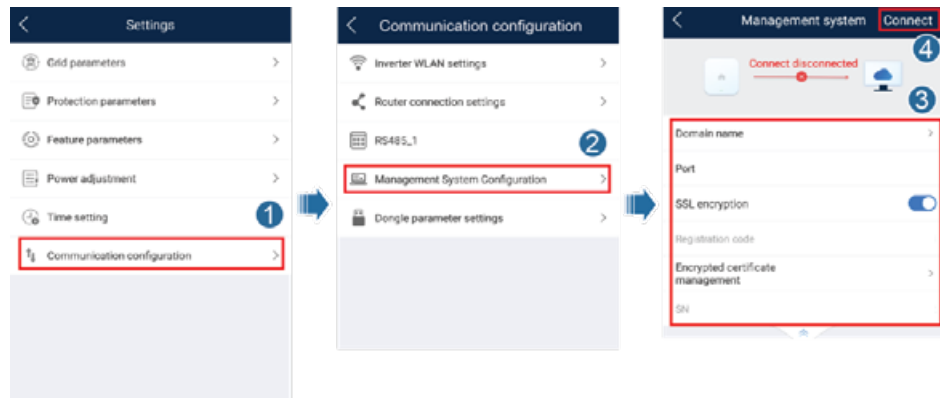 Settings
Grid parameters
Protection parameters
Feature parameters
Power adjustment
Time setting
1
Communication configuration
Communication configuration
Inverter WLAN settings
Router connection settings
RS485_1
2
Management System Configuration
Dongle parameter settings
Management system Connect
4
Connect disconnected
3
Domain name
Port
SSL encryption
Registration code
Encrypted certificate
management
SN